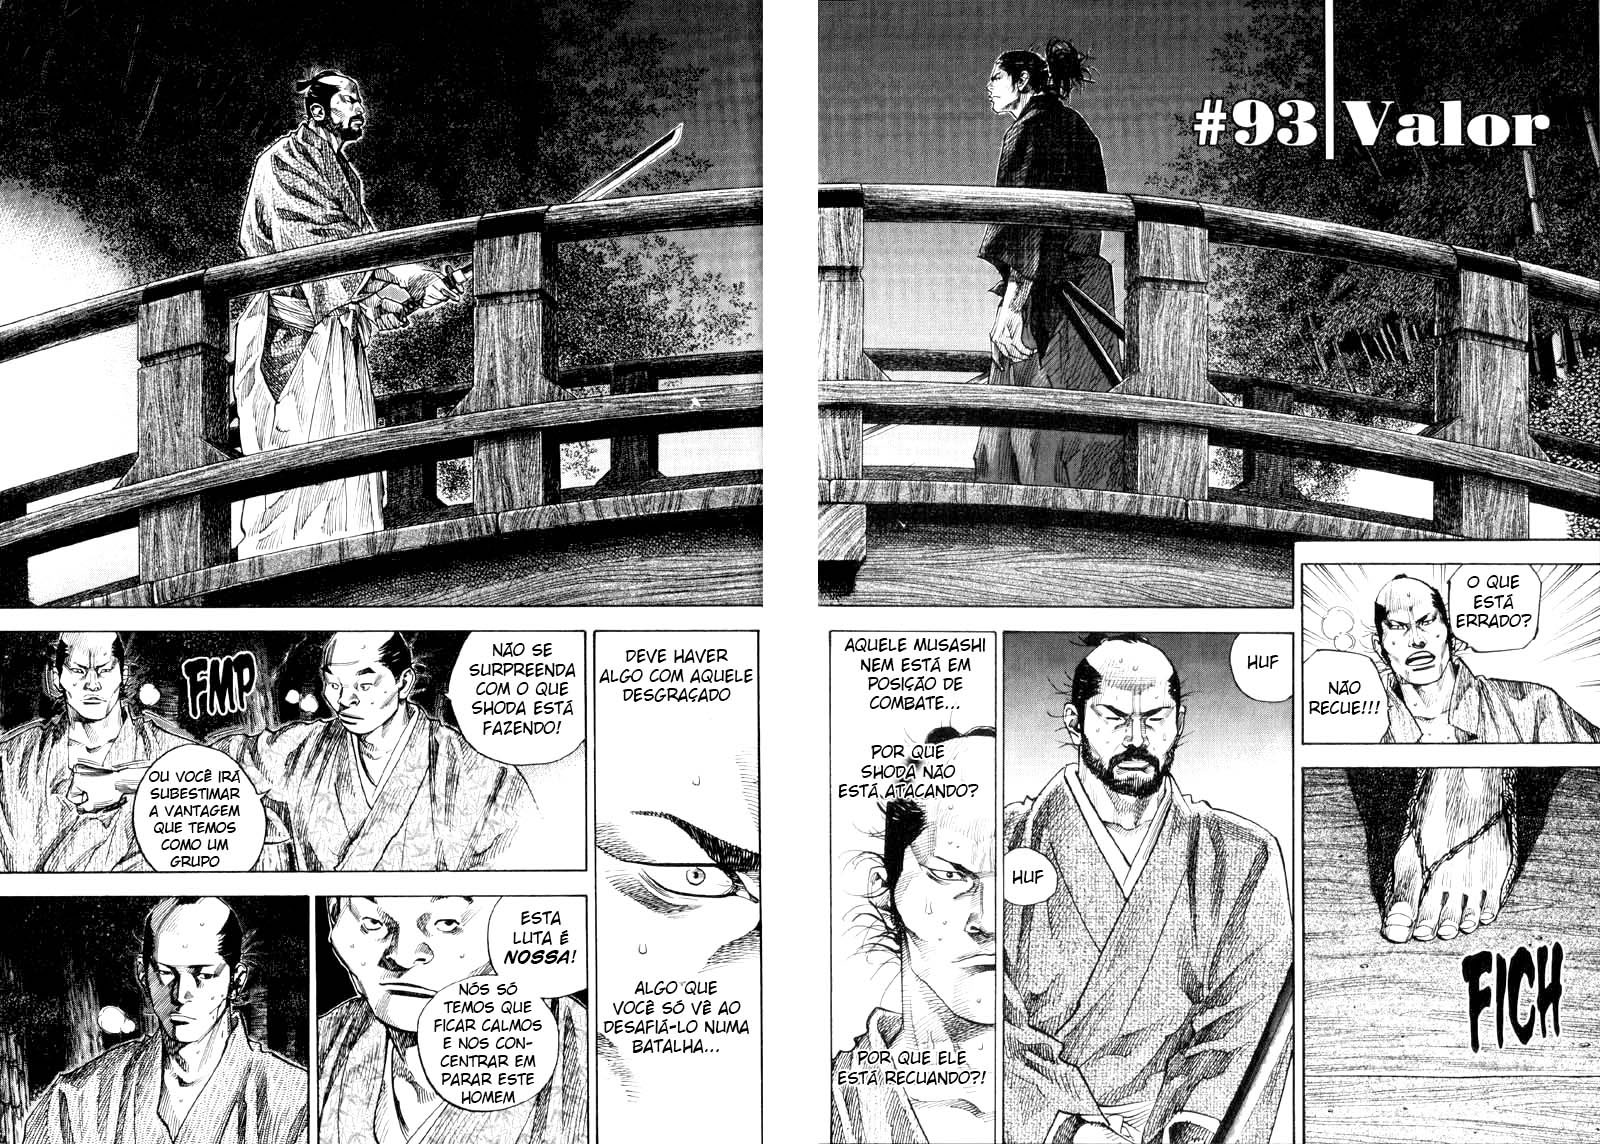 #93 Valor
O QUE
ESTÁ
ERRADO?
NÃO
RECUE!!!
FICH
HUF
HUF
AQUELE MUSASHI
NEM ESTÁ EM
POSIÇÃO DE
COMBATE...
POR QUE
SHODA NÃO
ESTÁ ATACANDO?
POR QUE ELE
ESTÁ RECUANDO?!
DEVE HAVER
ALGO COM AQUELE
DESGRAÇADO
ALGO QUE
VOCÊ SÓ VÊ AO
DESAFIÁ-LO NUMA
BATALHA...
NÃO SE
SURPREENDA
COM O QUE
SHODA ESTÁ
FAZENDO!
FMP
OU VOCÊ IRÁ
SUBESTIMAR
A VANTAGEM
QUE TEMOS
COMO UM
GRUPO
ESTA
LUTA É
NOSSA!
NÓS SÓ
TEMOS QUE
FICAR CALMOS
E NOS CON-
CENTRAR EM
PARAR ESTE
HOMEM